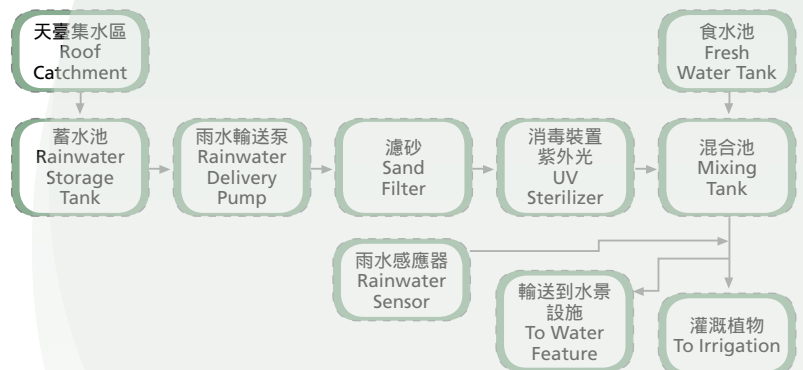 天臺集水區
Roof
Catchment
食水池
Fresh
Water Tank
蓄水池
Rainwater
Storage
Tank
雨水輸送泵
Rainwater
Delivery
Pump
濾砂
Sand
Filter
消毒裝置
紫外光
UV
Sterilizer
混合池
Mixing
Tank
雨水感應器
Rainwater
Sensor
輸送到水景
設施
To Water
Feature
灌溉植物
To Irrigation